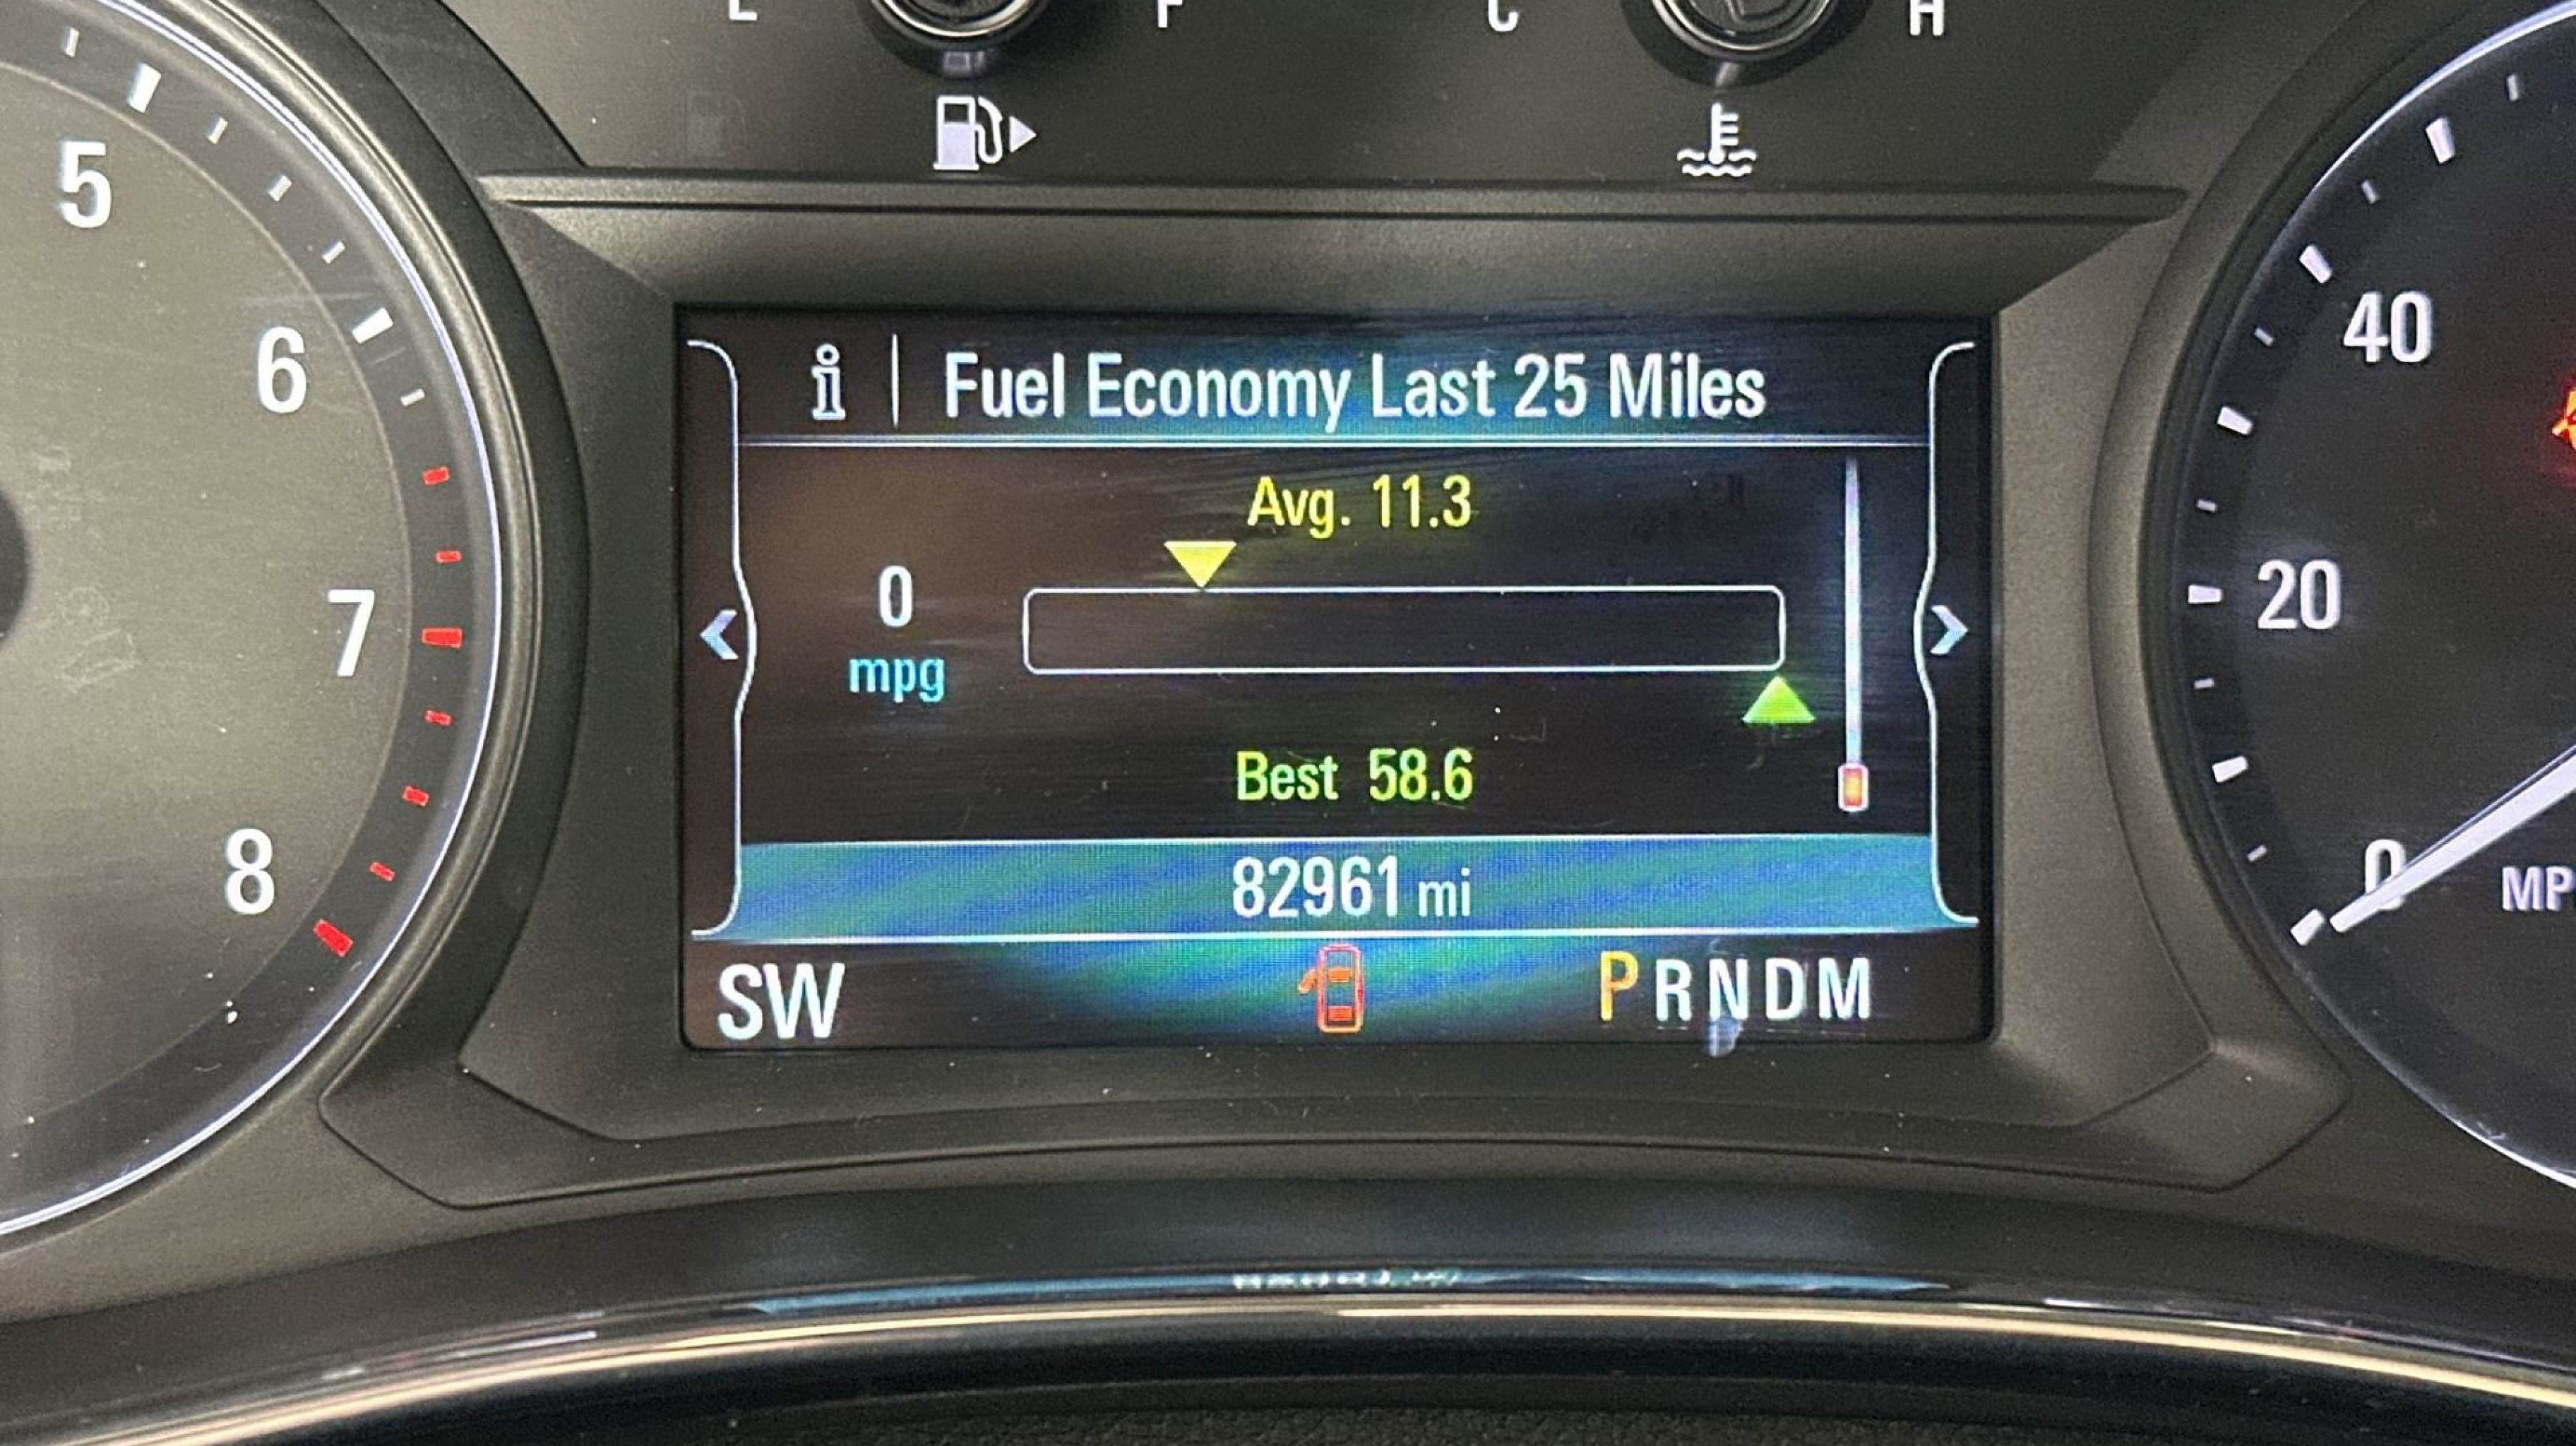 E F C H
5
6
7
8
i | Fuel Economy Last 25 Miles
Avg. 11.3
0
mpg
Best 58.6
82961 mi
SW PRNDM
40
20
0
MP